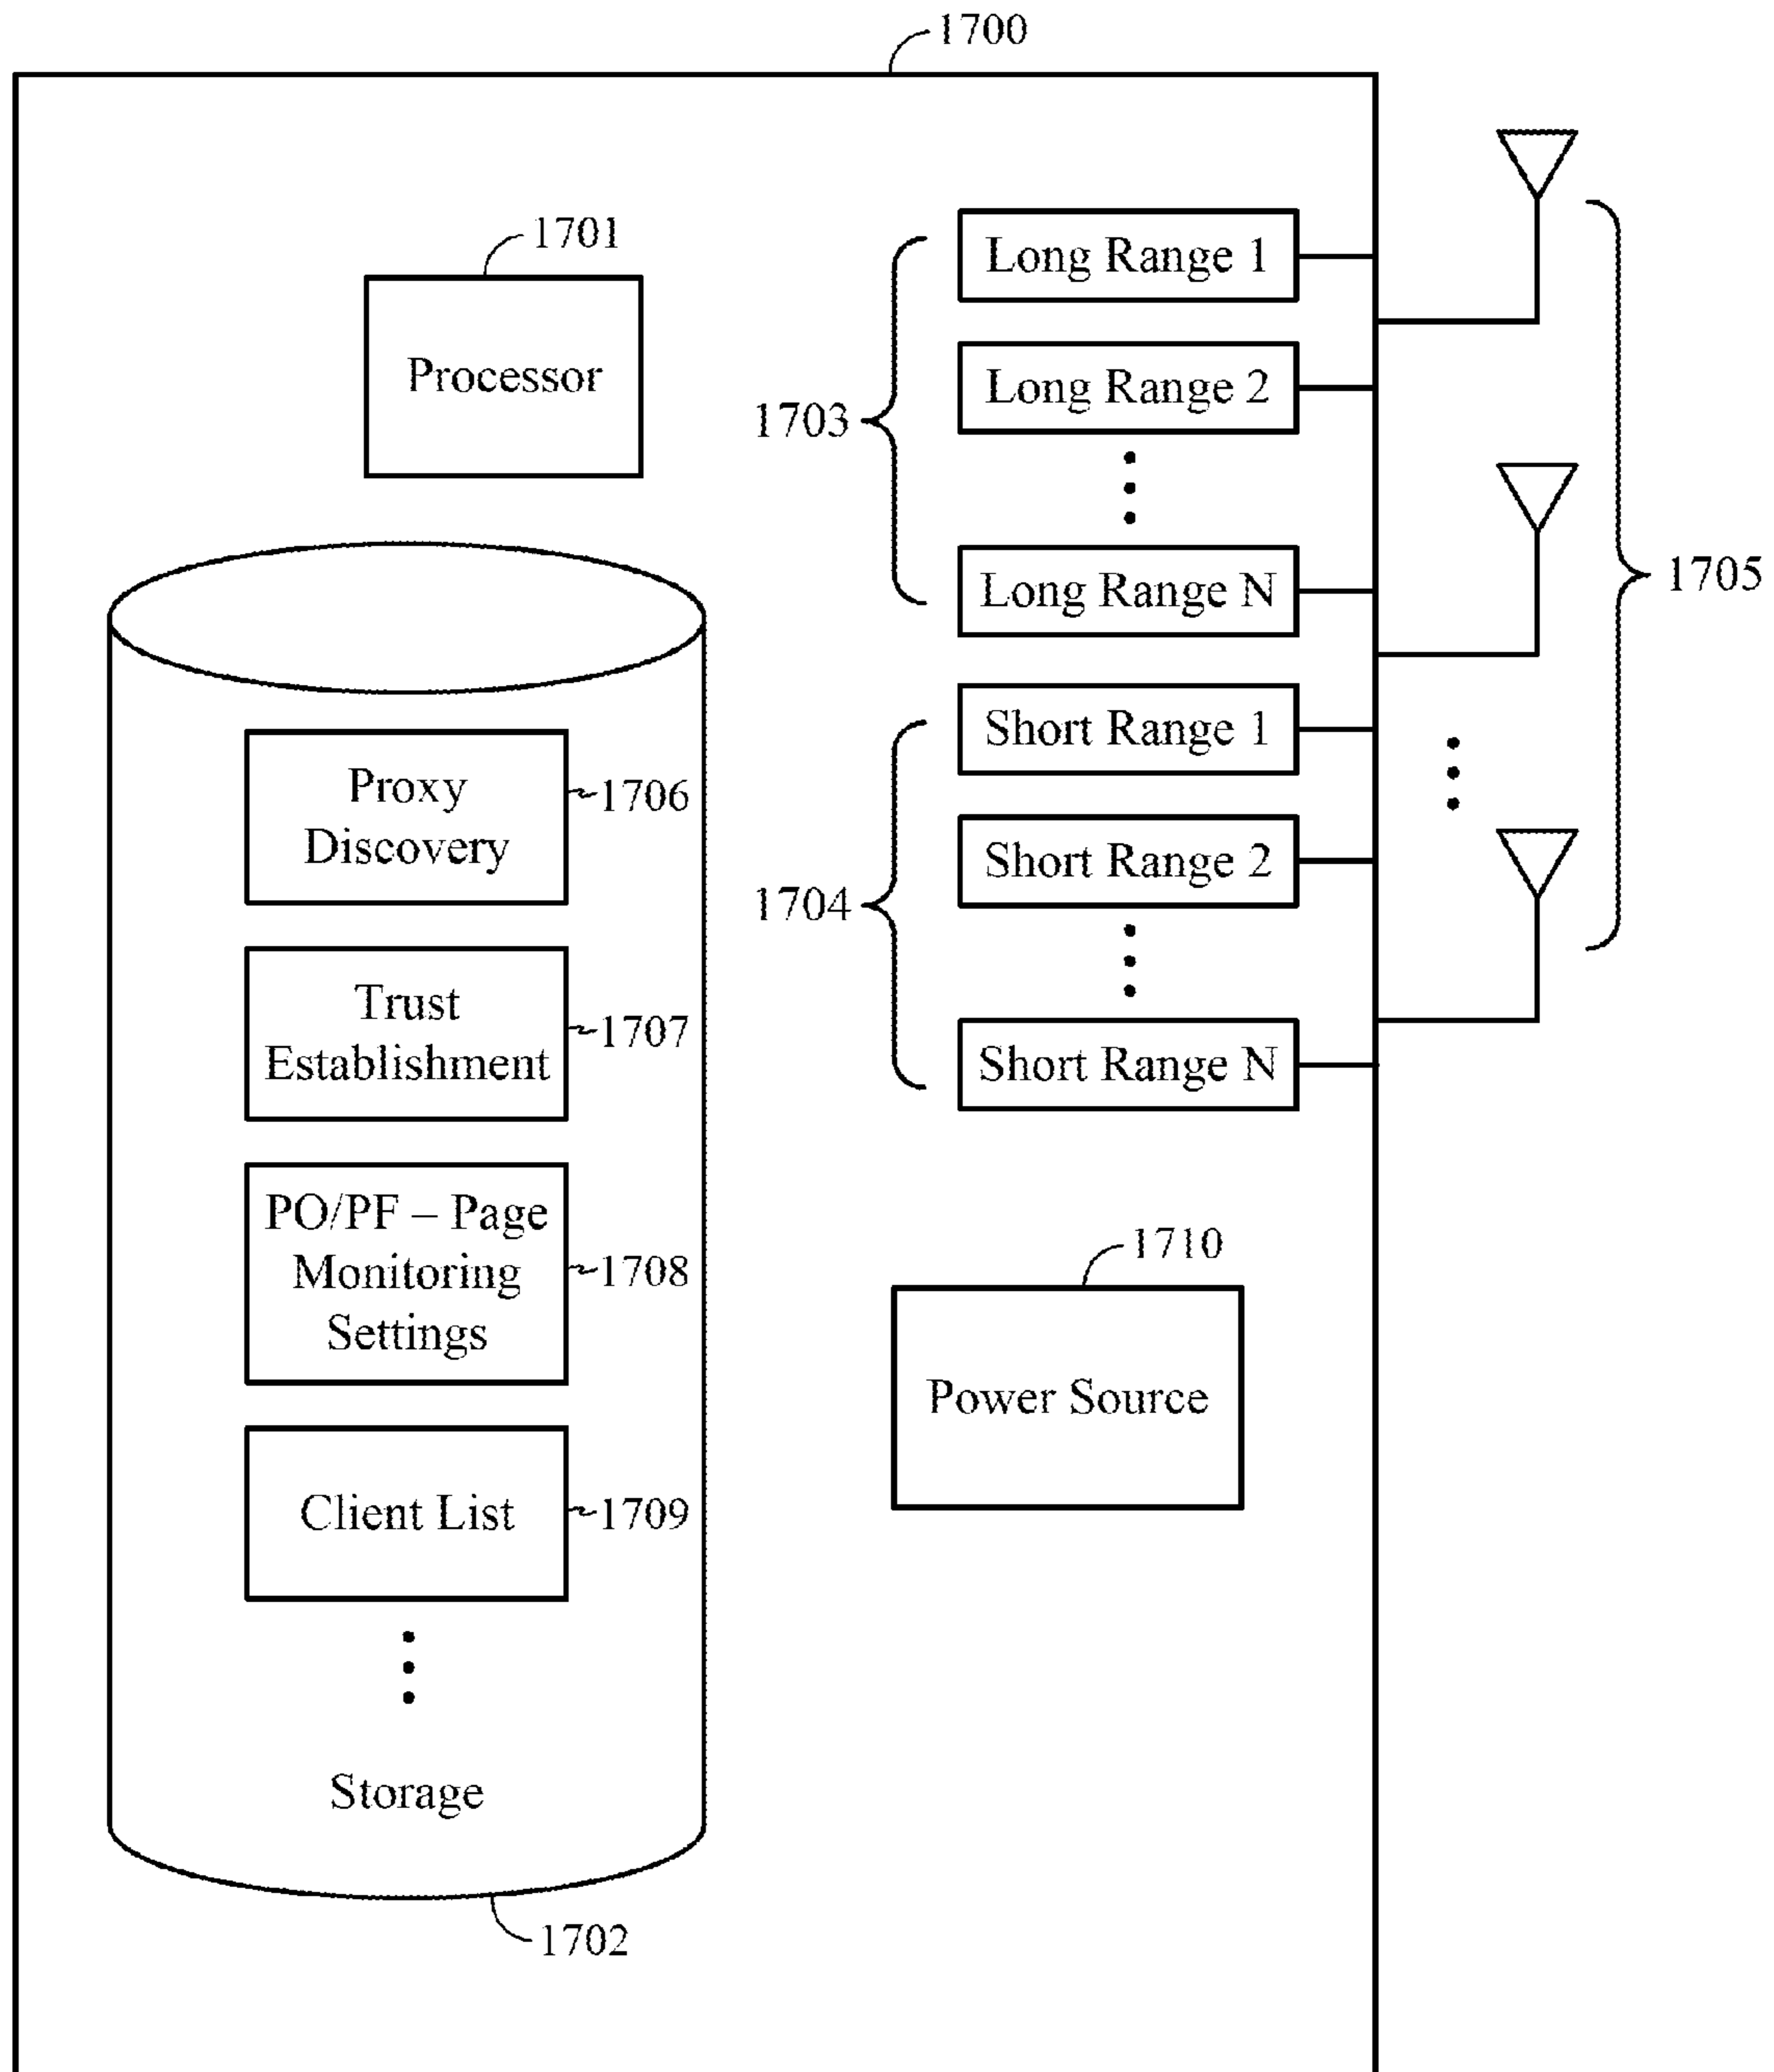 1700
1701
Processor
1703
Long Range 1
Long Range 2
Long Range N
1705
1704
Short Range 1
Short Range 2
Short Range N
Proxy
Discovery
1706
Trust
Establishment
1707
PO/PF – Page
Monitoring
Settings
1708
Client List
1709
Storage
1702
1710
Power Source